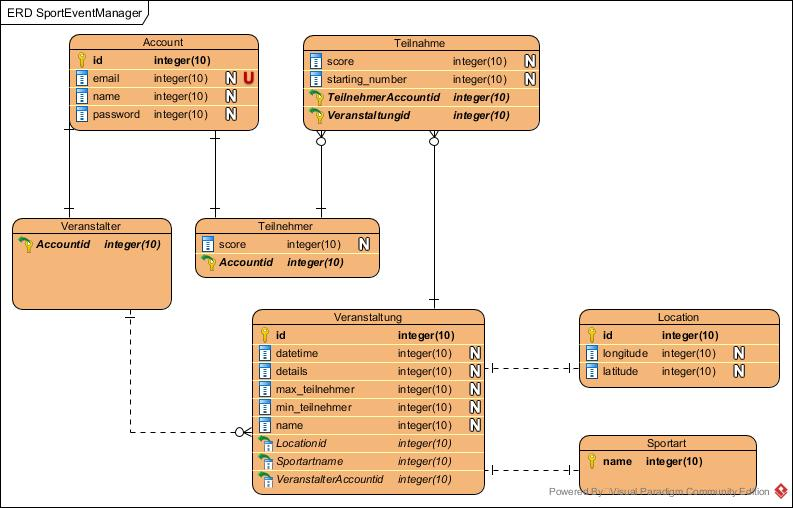 ERD SportEventManager
Account
id integer(10)
email integer(10) N U
name integer(10) N
password integer(10) N
Teilnahme
score integer(10) N
starting_number integer(10) N
TeilnehmerAccountid integer(10)
Veranstaltungid integer(10)
Veranstalter
Accountid integer(10)
Teilnehmer
score integer(10) N
Accountid integer(10)
Veranstaltung
id integer(10)
datetime integer(10) N
details integer(10) N
max_teilnehmer integer(10) N
min_teilnehmer integer(10) N
name integer(10) N
Locationid integer(10)
Sportartname integer(10)
VeranstalterAccountid integer(10)
Location
id integer(10)
longitude integer(10) N
latitude integer(10) N
Sportart
name integer(10)
Powered By Visual Paradigm Community Edition